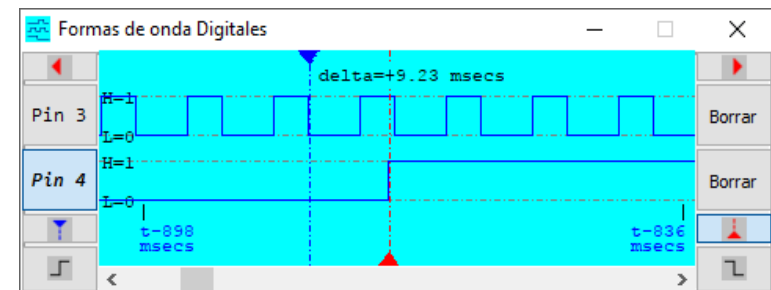 Formas de onda Digitales
delta=+9.23 msecs
Pin 3
H=1
L=0
Borrar
Pin 4
H=1
L=0
Borrar
t-898
msecs
t-836
msecs